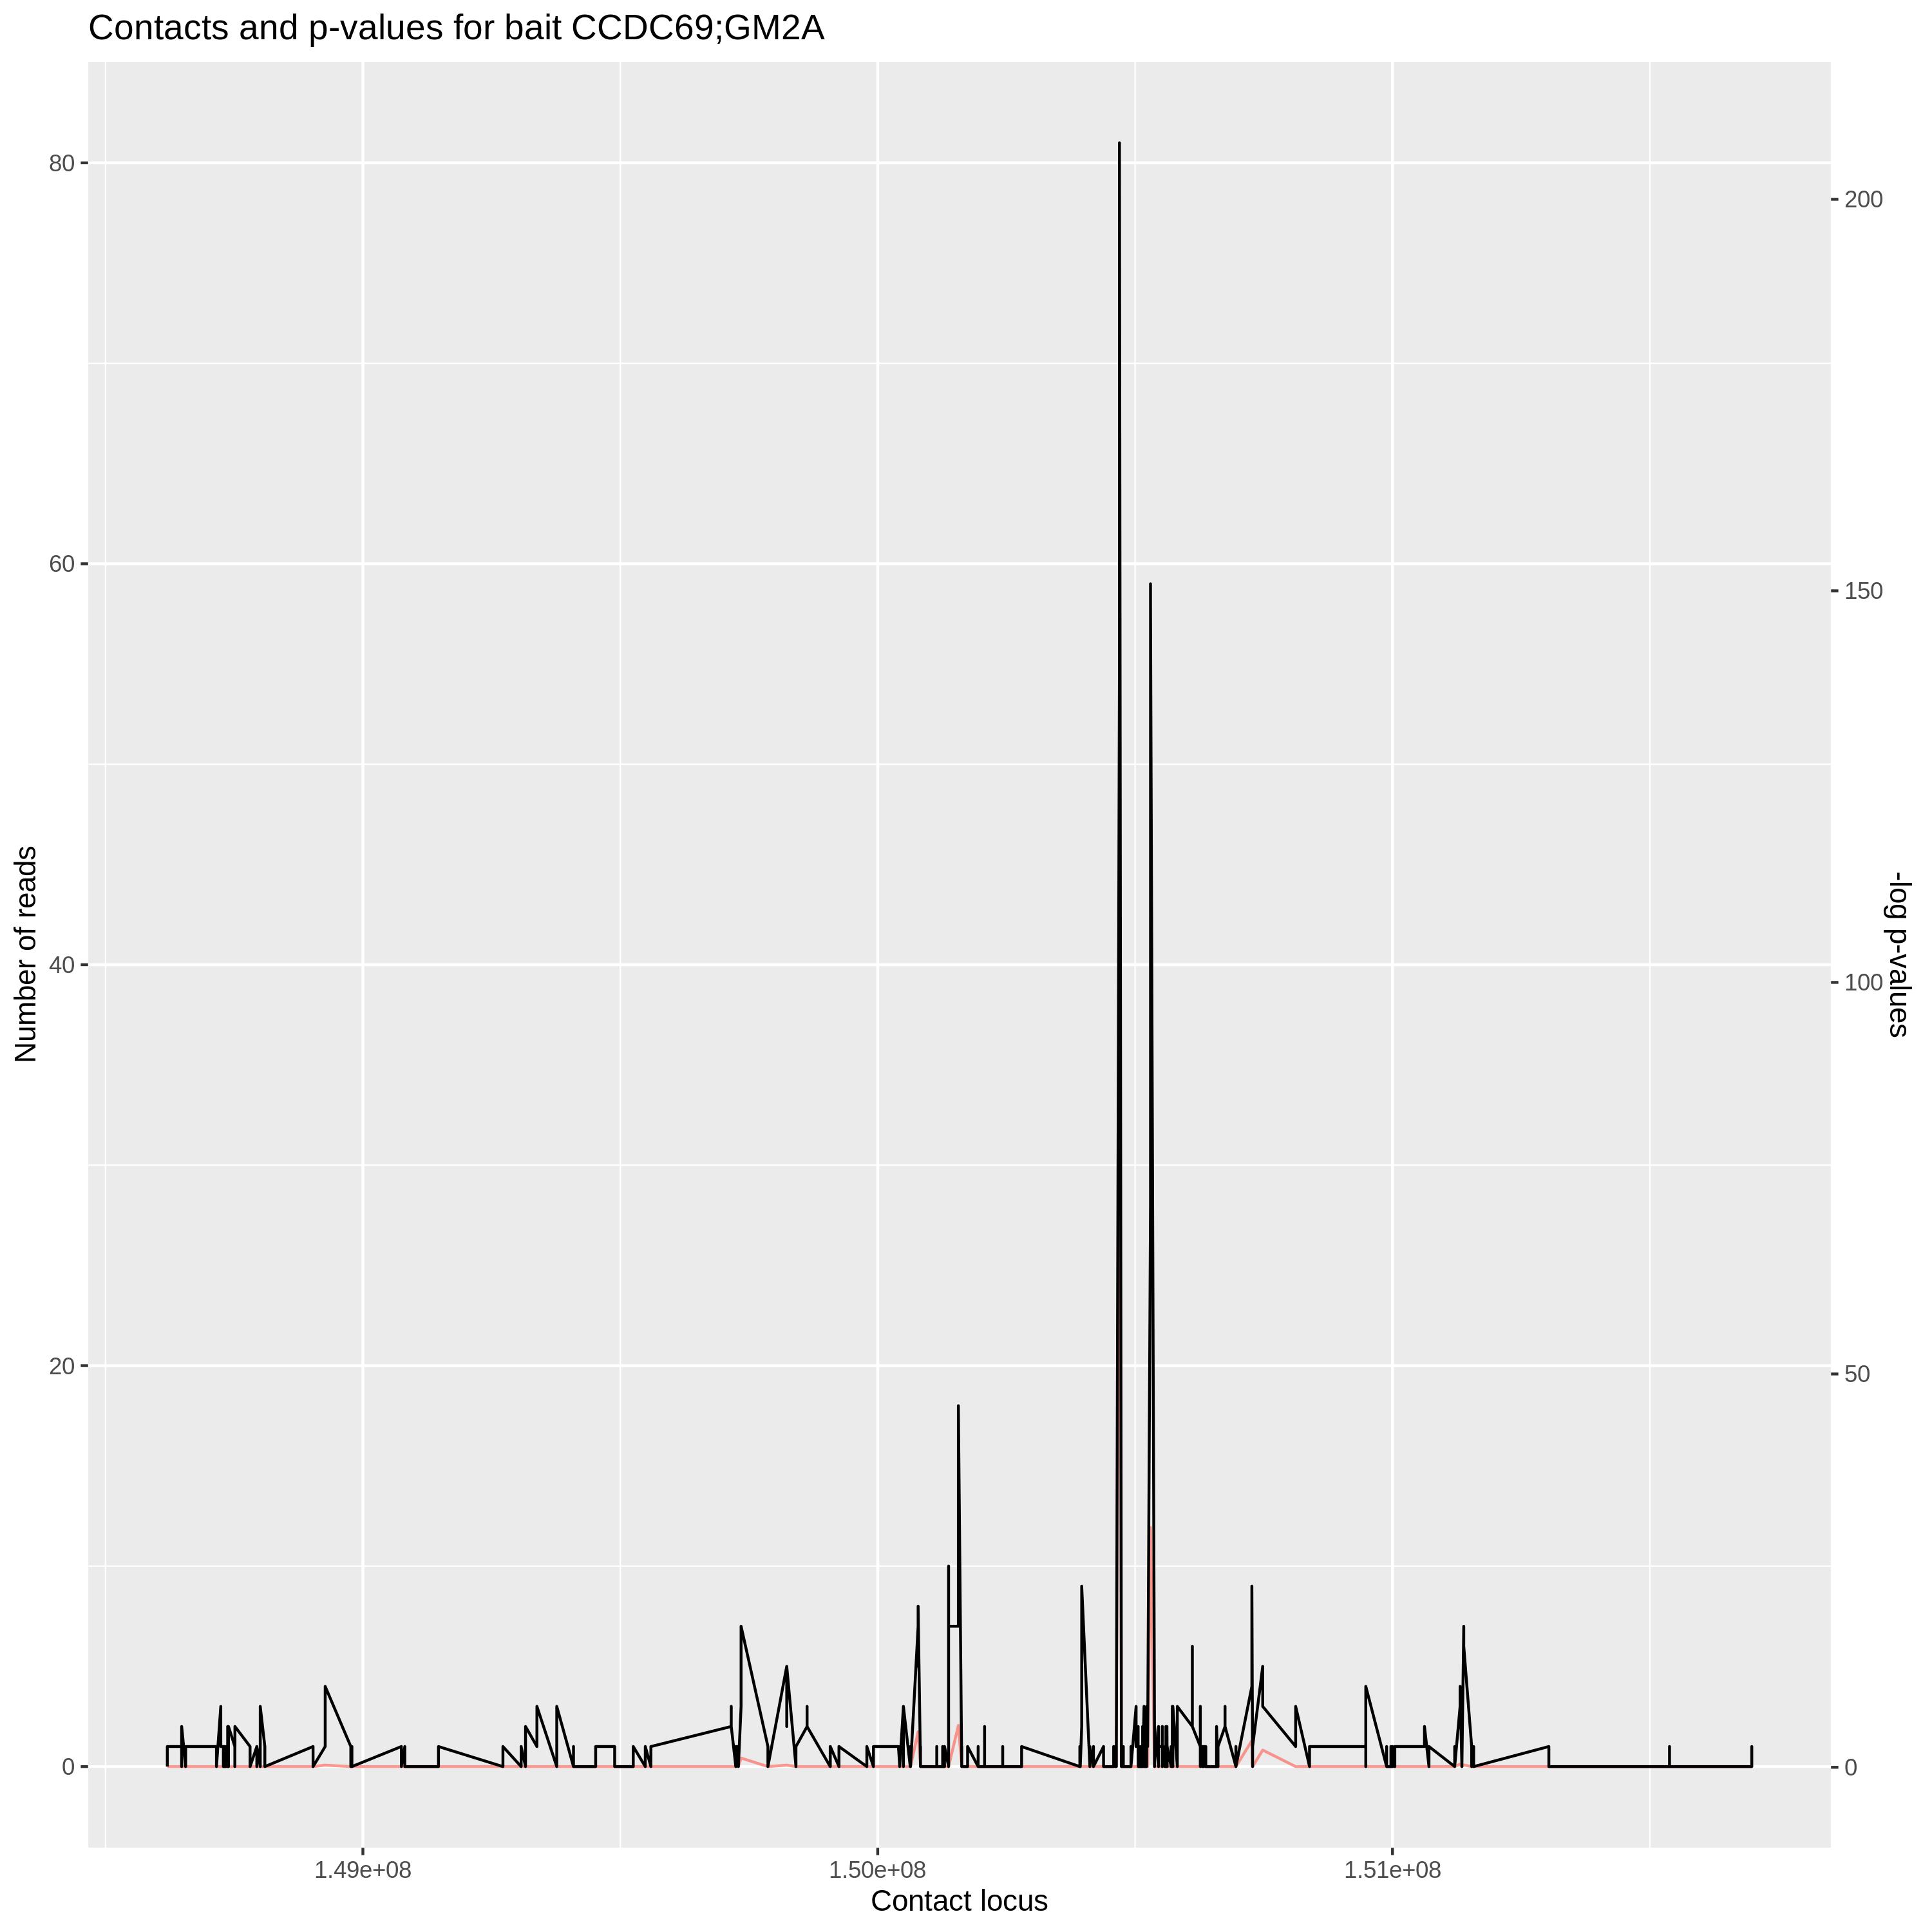 Contacts and p-values for bait CCDC69;GM2A
80
60
40
20
0
Number of reads
200
150
100
50
0
-log p-values
1.49e+08
1.50e+08
1.51e+08
Contact locus